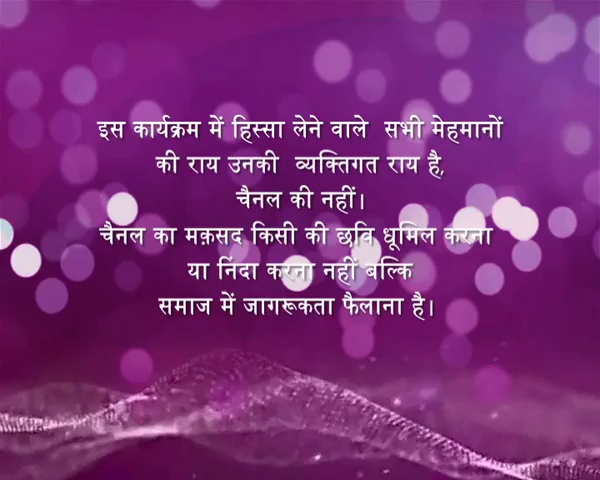 इस कार्यक्रम में हिस्सा लेने वाले सभी मेहमानों
की राय उनकी व्यक्तिगत राय है,
चैनल की नहीं।
चैनल का मक़सद किसी की छवि धूमिल करना
या निंदा करना नहीं बल्कि
समाज में जागरूकता फैलाना है।